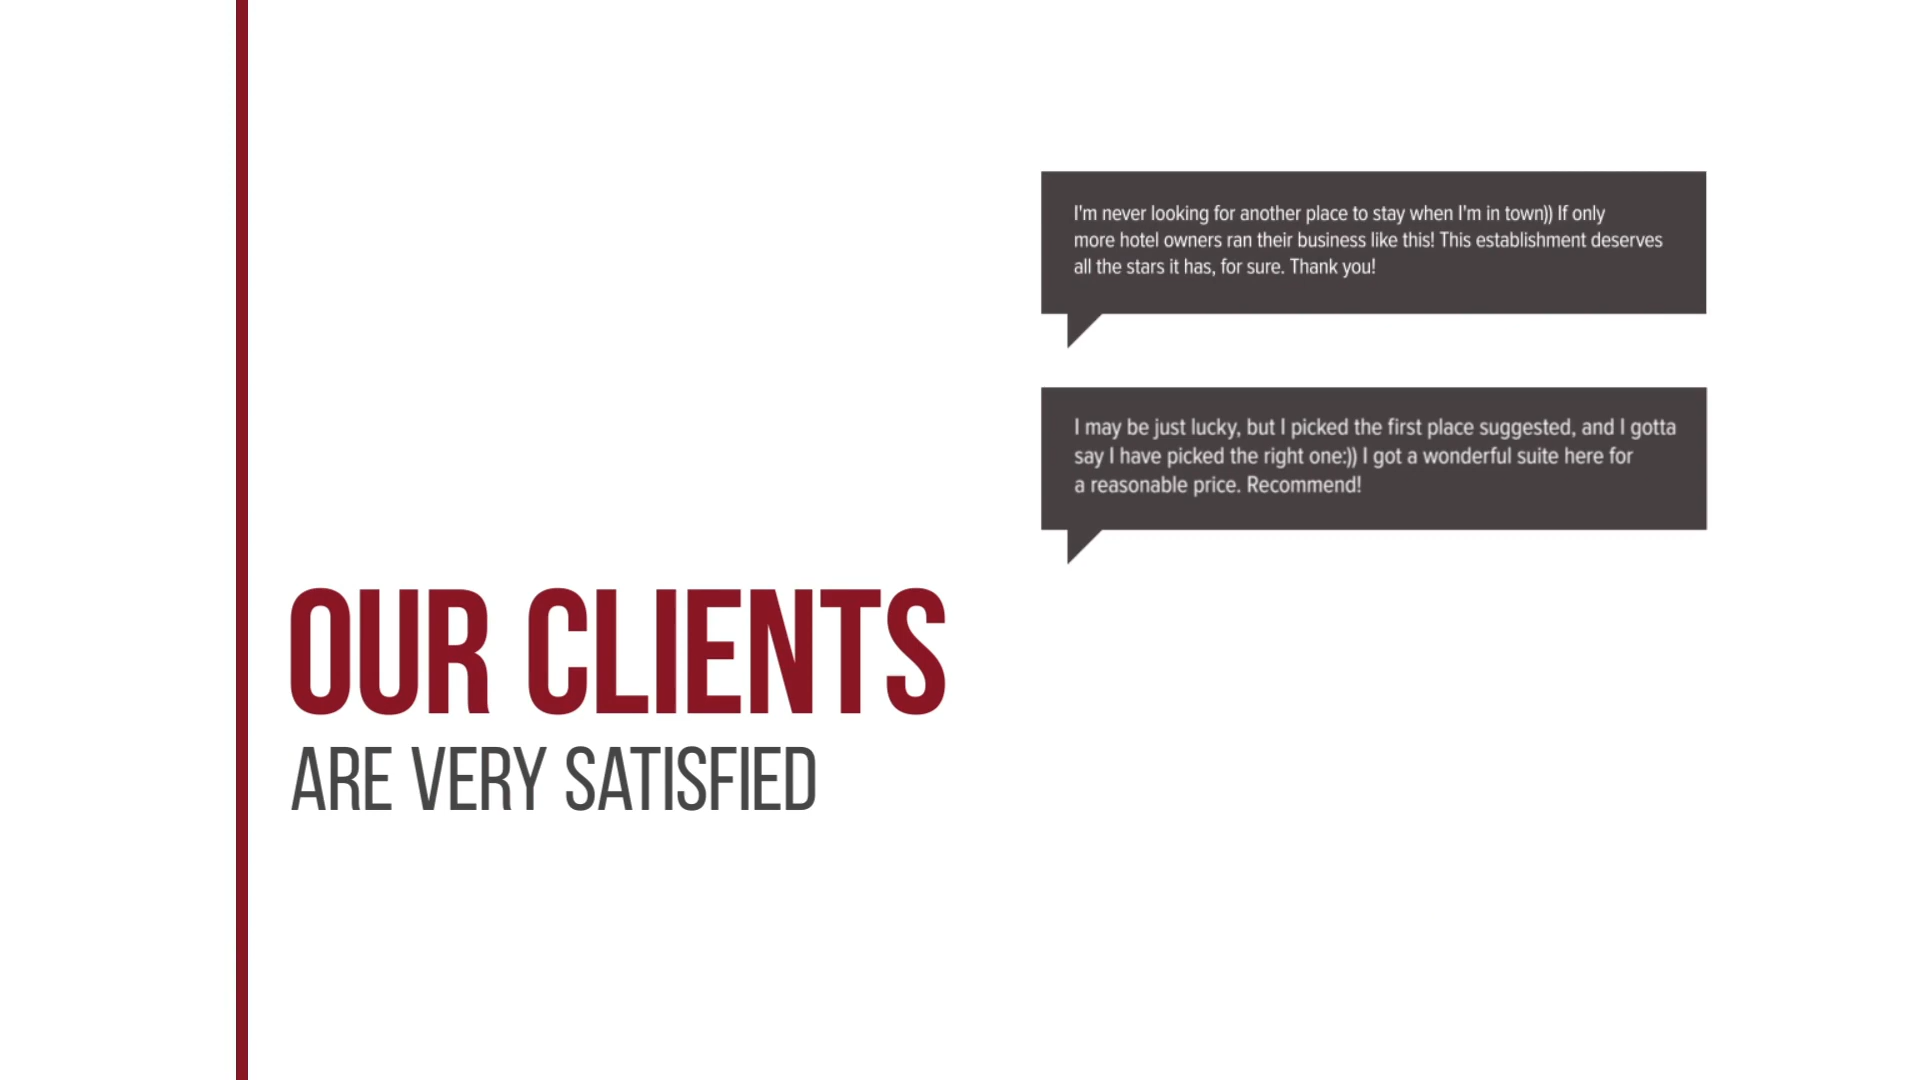 I'm never looking for another place to stay when I'm in town)) If only
more hotel owners ran their business like this! This establishment deserves
all the stars it has, for sure. Thank you!
I may be just lucky, but I picked the first place suggested, and I gotta
say I have picked the right one:)) I got a wonderful suite here for
a reasonable price. Recommend!
OUR CLIENTS
ARE VERY SATISFIED